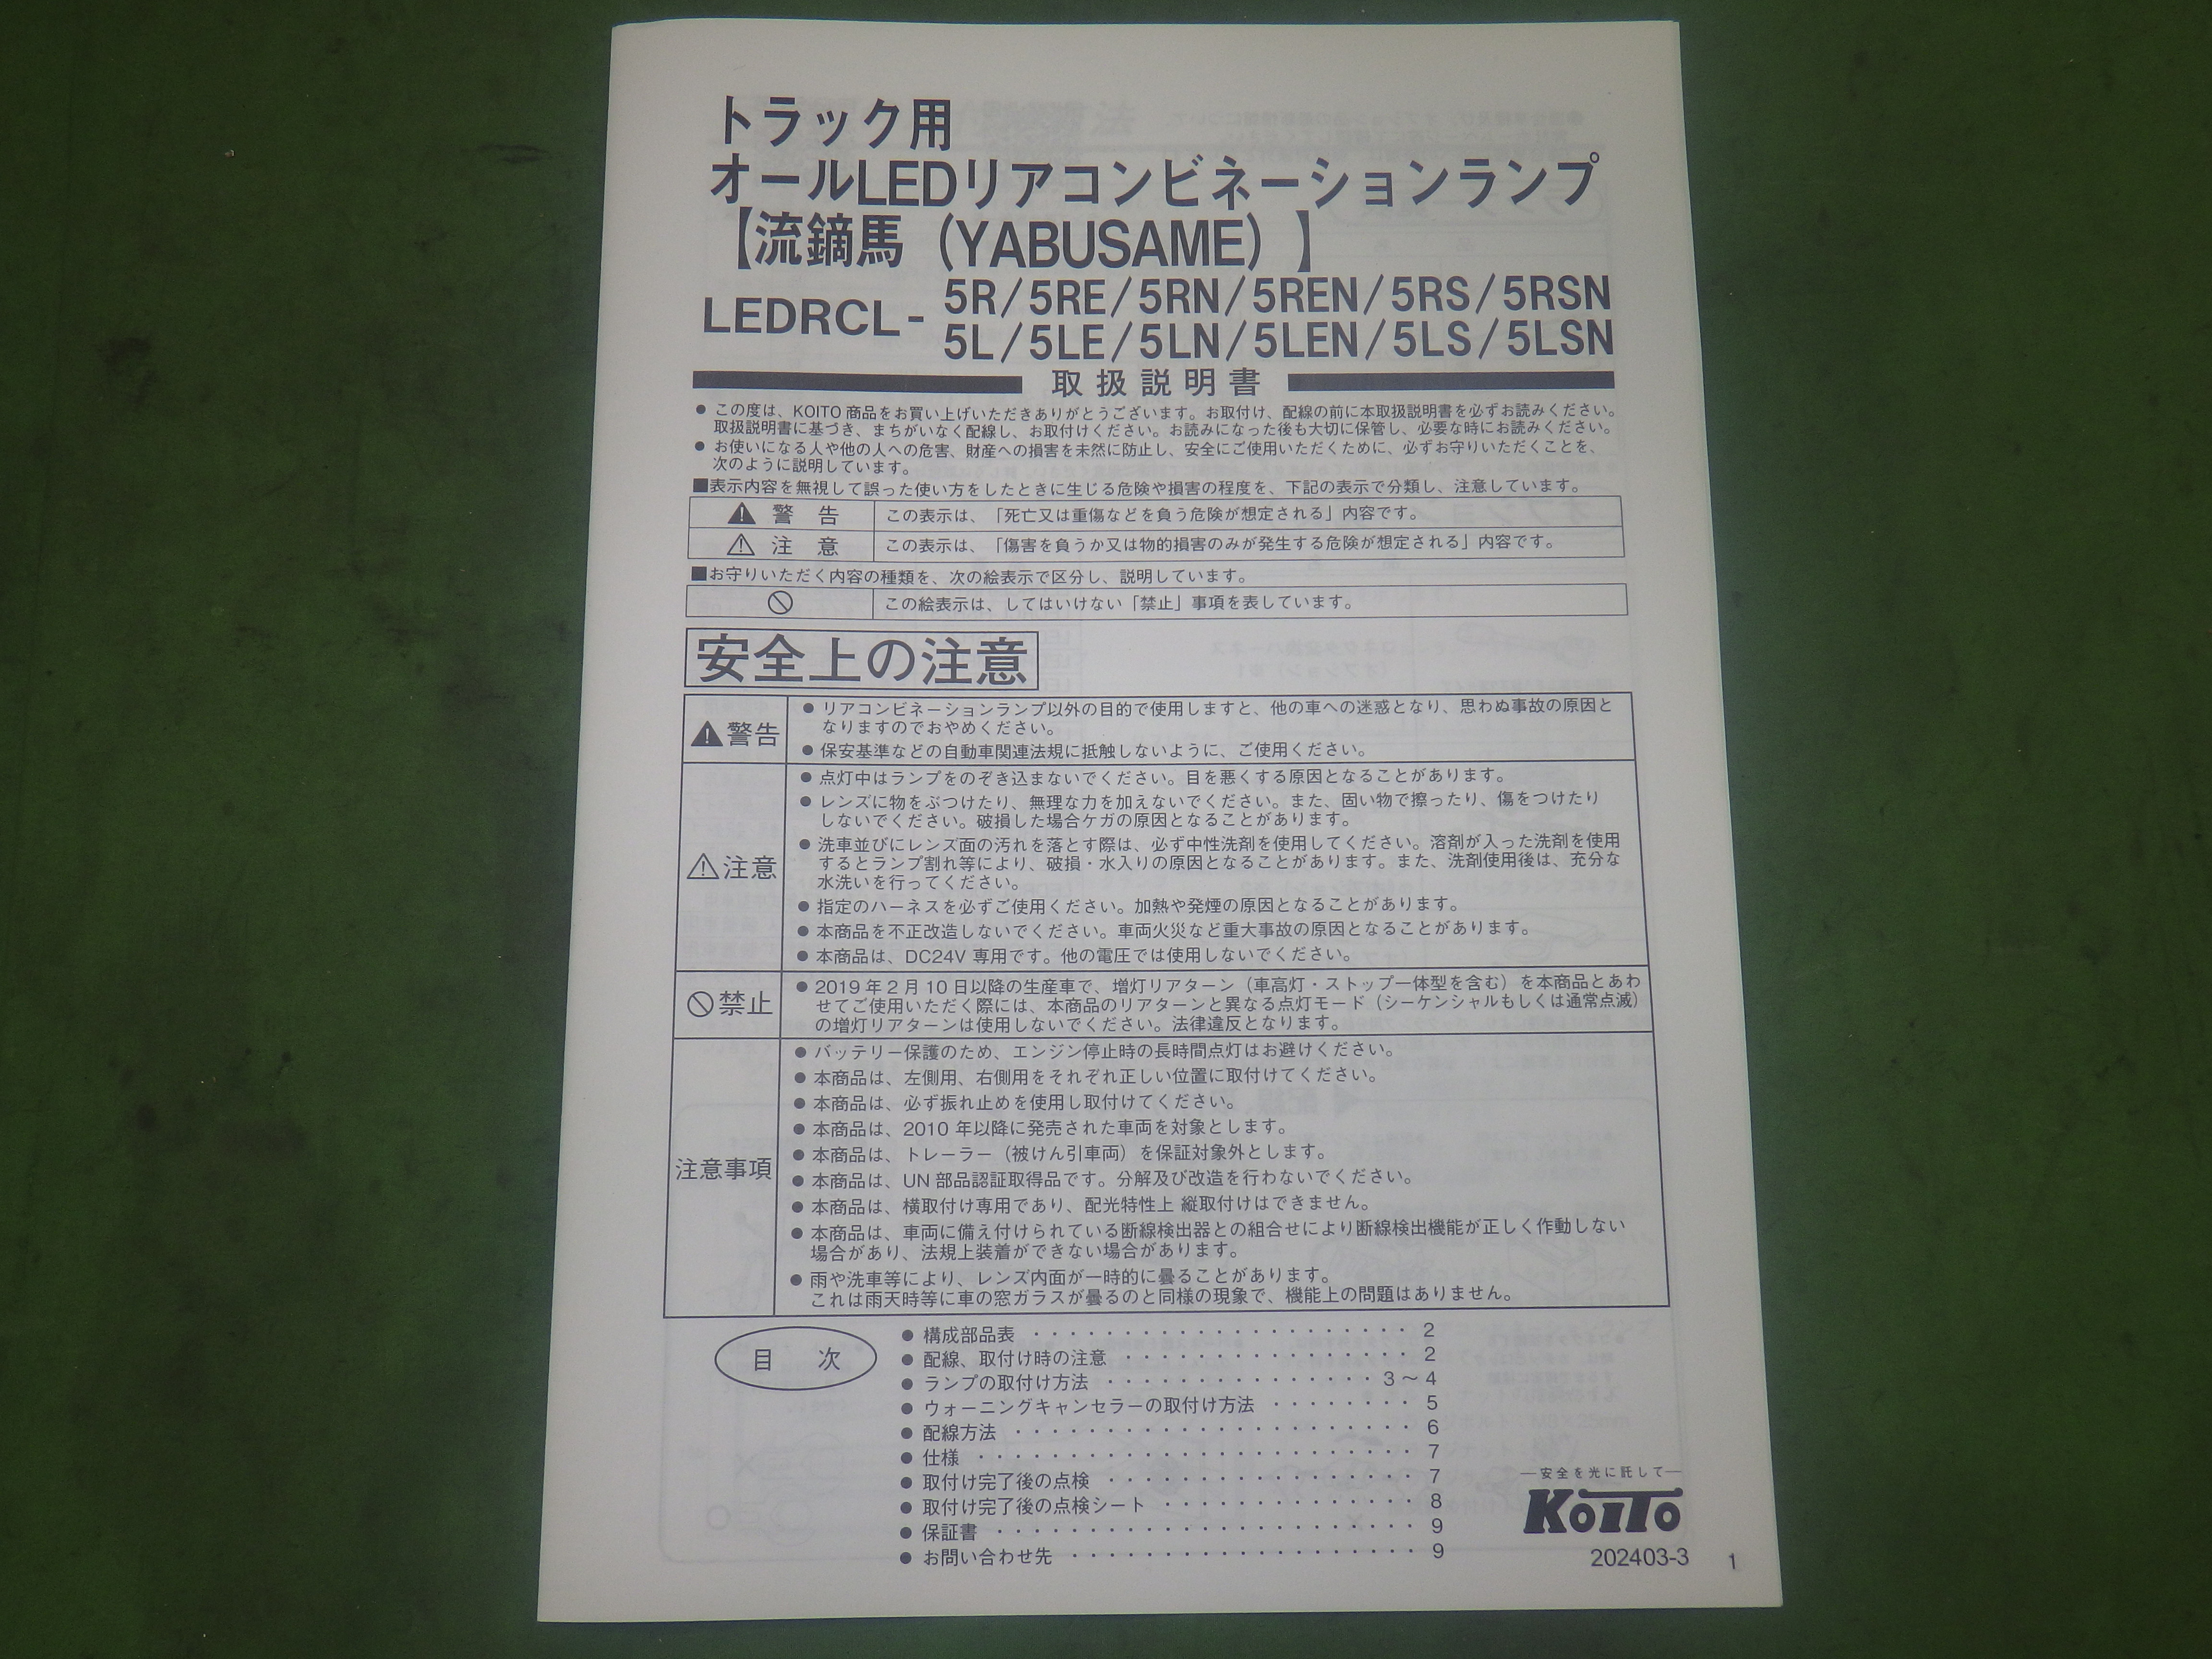 トラック用
オールLEDリアコンビネーションランプ
【流鏑馬（YABUSAME）】
LEDRCL-
5R/5RE/5RN/5REN/5RS/5RSN
5L/5LE/5LN/5LEN/5LS/5LSN
取扱説明書
● この度は、KOITO 商品をお買い上げいただきありがとうございます。お取付け、配線の前に本取扱説明書を必ずお読みください。
取扱説明書に基づき、まちがいなく配線し、お取付けください。お読みになった後も大切に保管し、必要な時にお読みください。
● お使いになる人や他の人への危害、財産への損害を未然に防止し、安全にご使用いただくために、必ずお守りいただくことを、
次のように説明しています。
■表示内容を無視して誤った使い方をしたときに生じる危険や損害の程度を、下記の表示で分類し、注意しています。
警 告 この表示は、「死亡又は重傷などを負う危険が想定される」内容です。
注 意 この表示は、「傷害を負うか又は物的損害のみが発生する危険が想定される」内容です。
■お守りいただく内容の種類を、次の絵表示で区分し、説明しています。
この絵表示は、してはいけない「禁止」事項を表しています。
安全上の注意
警告
● リアコンビネーションランプ以外の目的で使用しますと、他の車への迷惑となり、思わぬ事故の原因と
なりますのでおやめください。
● 保安基準などの自動車関連法規に抵触しないように、ご使用ください。
注意
● 点灯中はランプをのぞき込まないでください。目を悪くする原因となることがあります。
● レンズに物をぶつけたり、無理な力を加えないでください。また、固い物で擦ったり、傷をつけたり
しないでください。破損した場合ケガの原因となることがあります。
● 洗車並びにレンズ面の汚れを落とす際は、必ず中性洗剤を使用してください。溶剤が入った洗剤を使用
するとランプ割れ等により、破損・水入りの原因となることがあります。また、洗剤使用後は、充分な
水洗いを行ってください。
● 指定のハーネスを必ずご使用ください。加熱や発煙の原因となることがあります。
● 本商品を不正改造しないでください。車両火災など重大事故の原因となることがあります。
● 本商品は、DC24V 専用です。他の電圧では使用しないでください。
禁止
● 2019 年 2 月 10 日以降の生産車で、増灯リアターン（車高灯・ストップ一体型を含む）を本商品とあわ
せてご使用いただく際には、本商品のリアターンと異なる点灯モード（シーケンシャルもしくは通常点滅）
の増灯リアターンは使用しないでください。法律違反となります。
注意事項
● バッテリー保護のため、エンジン停止時の長時間点灯はお避けください。
● 本商品は、左側用、右側用をそれぞれ正しい位置に取付けてください。
● 本商品は、必ず振れ止めを使用し取付けてください。
● 本商品は、2010 年以降に発売された車両を対象とします。
● 本商品は、トレーラー（被けん引車両）を保証対象外とします。
● 本商品は、UN 部品認証取得品です。分解及び改造を行わないでください。
● 本商品は、横取付け専用であり、配光特性上 縦取付けはできません。
● 本商品は、車両に備え付けられている断線検出器との組合せにより断線検出機能が正しく作動しない
場合があり、法規上装着ができない場合があります。
● 雨や洗車等により、レンズ内面が一時的に曇ることがあります。
これは雨天時等に車の窓ガラスが曇るのと同様の現象で、機能上の問題はありません。
目 次
● 構成部品表 ・・・・・・・・・・・・・・・・・・・・・ 2
● 配線、取付け時の注意 ・・・・・・・・・・・・・・・・ 2
● ランプの取付け方法 ・・・・・・・・・・・・・・・ 3～4
● ウォーニングキャンセラーの取付け方法 ・・・・・・・・ 5
● 配線方法 ・・・・・・・・・・・・・・・・・・・・・・ 6
● 仕様 ・・・・・・・・・・・・・・・・・・・・・・・・ 7
● 取付け完了後の点検 ・・・・・・・・・・・・・・・・・ 7
● 取付け完了後の点検シート ・・・・・・・・・・・・・・ 8
● 保証書 ・・・・・・・・・・・・・・・・・・・・・・・ 9
● お問い合わせ先 ・・・・・・・・・・・・・・・・・・・ 9
―安全を光に託して―
KOITO
202403-3
1